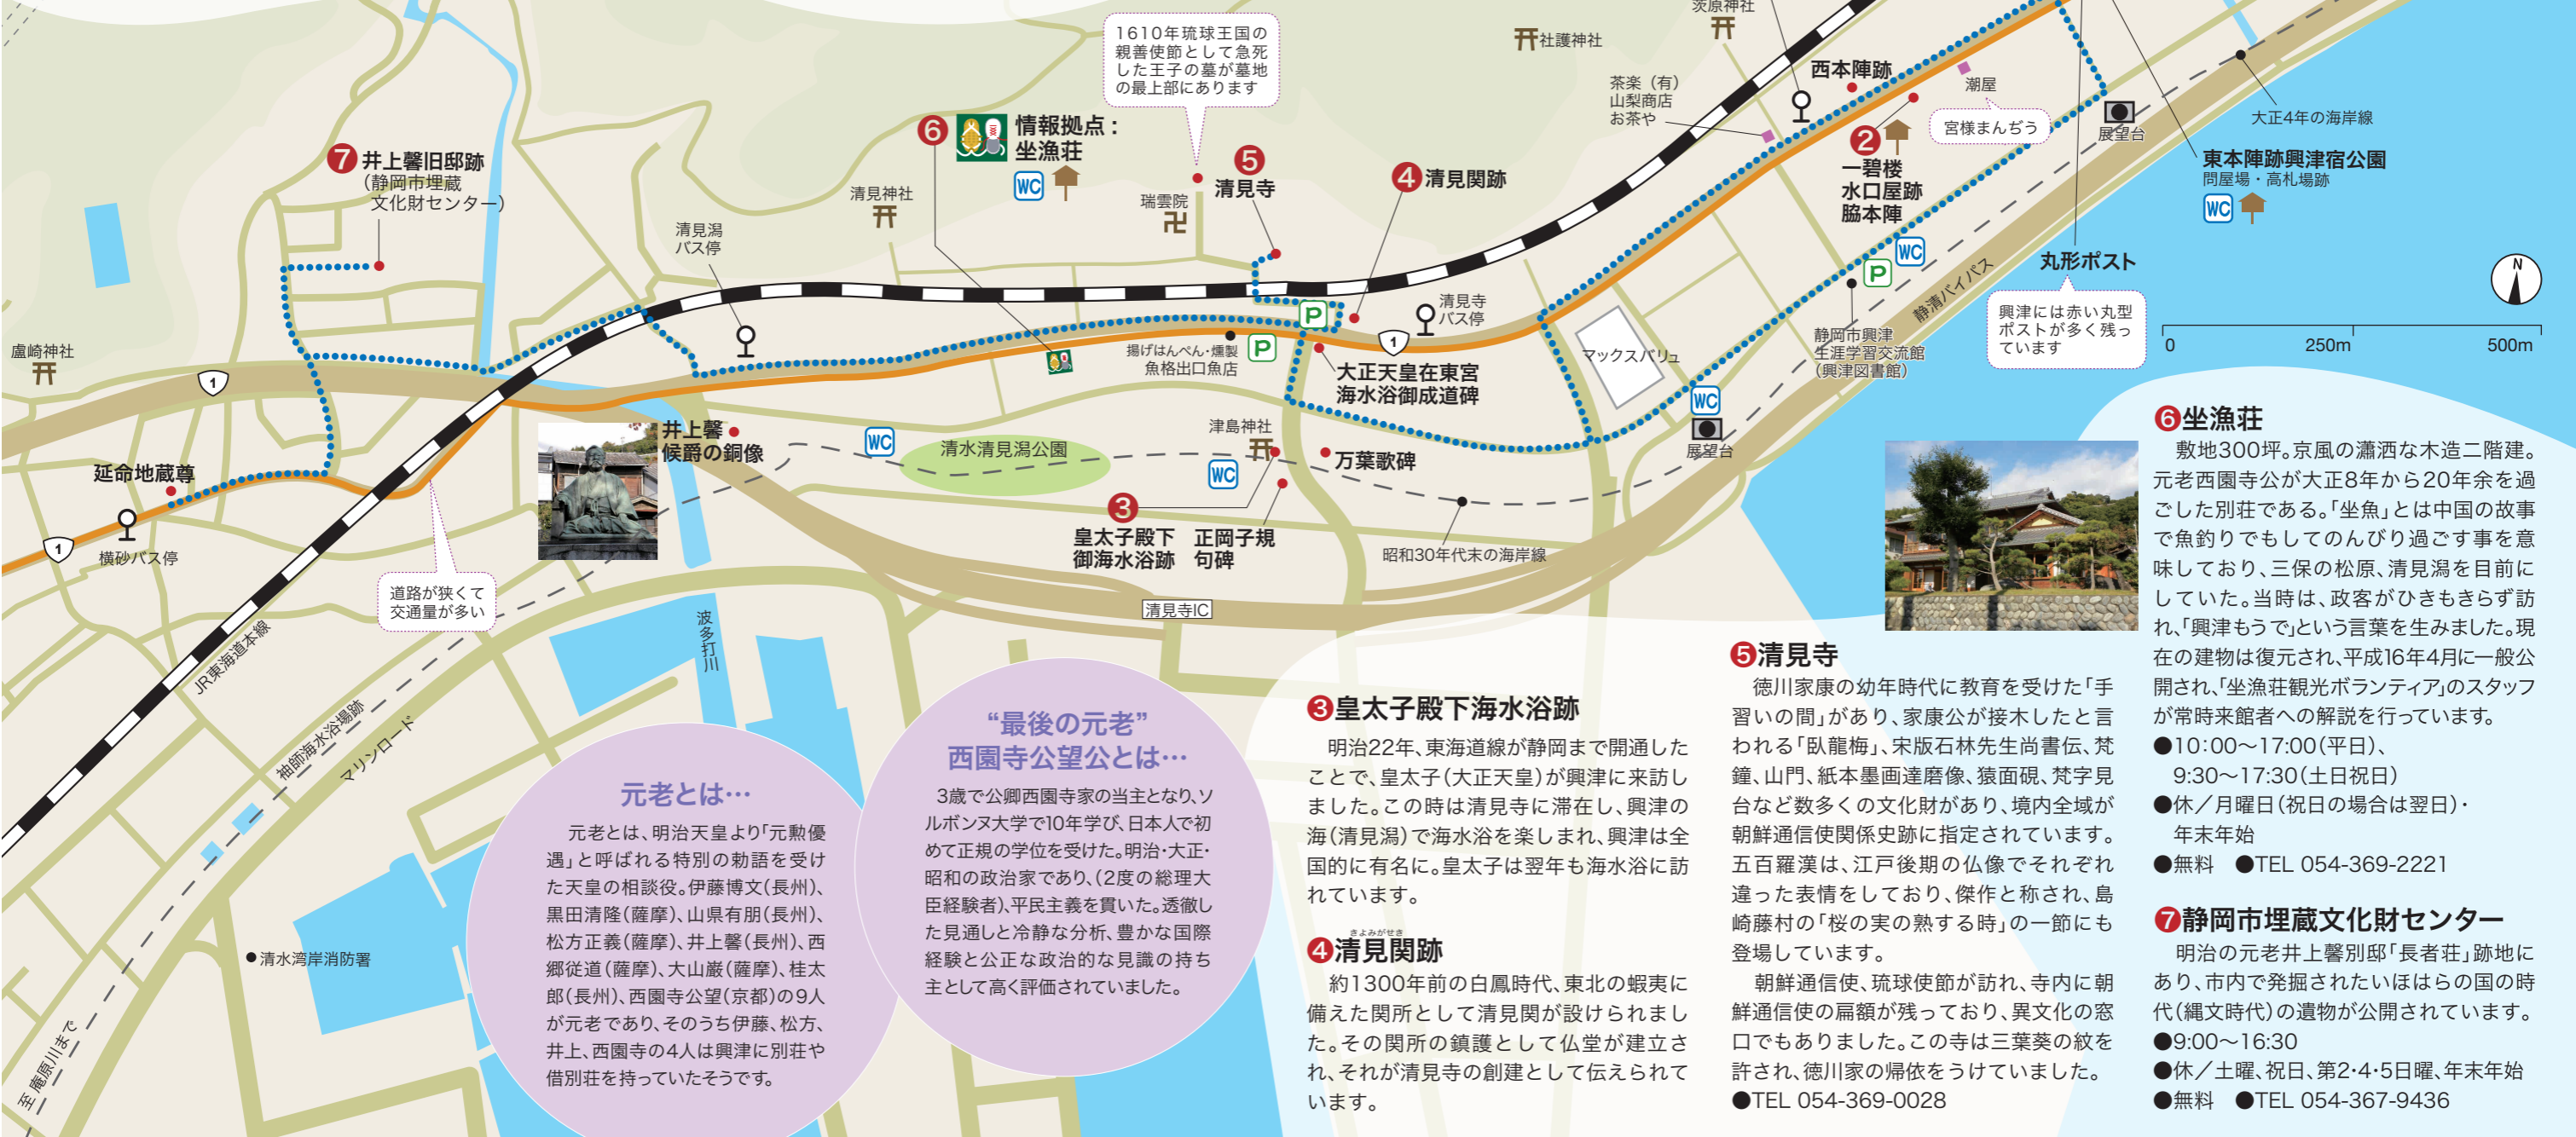 茨原神社
社護神社
1610年琉球王国の
親善使節として急死
した王子の墓が墓地
の最上部にあります
西本陣跡
茶楽（有）
山梨商店
お茶や
潮屋
宮様まんぢう
展望台
大正4年の海岸線
❷
一碧楼
水口屋跡
脇本陣
東本陣跡興津宿公園
問屋場・高札場跡
WC
❼井上馨旧邸跡
（静岡市埋蔵
文化財センター）
❻
情報拠点：
坐漁荘
WC
❺
清見寺
❹清見関跡
清見神社
瑞雲院
清見潟
バス停
WC
P
丸形ポスト
興津には赤い丸型
ポストが多く残っ
ています
静清バイパス
N
0 250m 500m
静岡市興津
生涯学習交流館
（興津図書館）
清見寺
バス停
P
1
マックスバリュ
揚げはんぺん・燻製
魚格出口魚店
P
大正天皇在東宮
海水浴御成道碑
盧崎神社
1
WC
展望台
井上馨
候爵の銅像
WC
清水清見潟公園
津島神社
WC
万葉歌碑
延命地蔵尊
1
横砂バス停
❸
皇太子殿下
御海水浴跡
正岡子規
句碑
昭和30年代末の海岸線
道路が狭くて
交通量が多い
清見寺IC
波多打川
JR東海道本線
袖師海水浴場跡
マリンロード
清水湾岸消防署
至 庵原川まで
元老とは…
元老とは、明治天皇より「元勲優
遇」と呼ばれる特別の勅語を受け
た天皇の相談役。伊藤博文（長州）、
黒田清隆（薩摩）、山県有朋（長州）、
松方正義（薩摩）、井上馨（長州）、西
郷従道（薩摩）、大山巌（薩摩）、桂太
郎（長州）、西園寺公望（京都）の9人
が元老であり、そのうち伊藤、松方、
井上、西園寺の4人は興津に別荘や
借別荘を持っていたそうです。
“最後の元老”
西園寺公望公とは…
3歳で公卿西園寺家の当主となり、ソ
ルボンヌ大学で10年学び、日本人で初
めて正規の学位を受けた。明治・大正・
昭和の政治家であり、（2度の総理大
臣経験者）、平民主義を貫いた。透徹し
た見通しと冷静な分析、豊かな国際
経験と公正な政治的な見識の持ち
主として高く評価されていました。
❸皇太子殿下海水浴跡
明治22年、東海道線が静岡まで開通した
ことで、皇太子（大正天皇）が興津に来訪し
ました。この時は清見寺に滞在し、興津の
海（清見潟）で海水浴を楽しまれ、興津は全
国的に有名に。皇太子は翌年も海水浴に訪
れています。
きよみがせき
❹清見関跡
約1300年前の白鳳時代、東北の蝦夷に
備えた関所として清見関が設けられまし
た。その関所の鎮護として仏堂が建立さ
れ、それが清見寺の創建として伝えられて
います。
❺清見寺
徳川家康の幼年時代に教育を受けた「手
習いの間」があり、家康公が接木したと言
われる「臥龍梅」、宋版石林先生尚書伝、梵
鐘、山門、紙本墨画達磨像、猿面硯、梵字見
台など数多くの文化財があり、境内全域が
朝鮮通信使関係史跡に指定されています。
五百羅漢は、江戸後期の仏像でそれぞれ
違った表情をしており、傑作と称され、島
崎藤村の「桜の実の熟する時」の一節にも
登場しています。
朝鮮通信使、琉球使節が訪れ、寺内に朝
鮮通信使の扁額が残っており、異文化の窓
口でもありました。この寺は三葉葵の紋を
許され、徳川家の帰依をうけていました。
●TEL 054-369-0028
❻坐漁荘
敷地300坪。京風の瀟洒な木造二階建。
元老西園寺公が大正8年から20年余を過
ごした別荘である。「坐魚」とは中国の故事
で魚釣りでもしてのんびり過ごす事を意
味しており、三保の松原、清見潟を目前に
していた。当時は、政客がひきもきらず訪
れ、「興津もうで」という言葉を生みました。現
在の建物は復元され、平成16年4月に一般公
開され、「坐漁荘観光ボランティア」のスタッフ
が常時来館者への解説を行っています。
●10：00～17:00（平日）、
9:30～17:30（土日祝日）
●休／月曜日（祝日の場合は翌日）・
年末年始
●無料　●TEL 054-369-2221
❼静岡市埋蔵文化財センター
明治の元老井上馨別邸「長者荘」跡地に
あり、市内で発掘されたいほはらの国の時
代（縄文時代）の遺物が公開されています。
●9:00～16:30
●休／土曜、祝日、第2・4・5日曜、年末年始
●無料　●TEL 054-367-9436